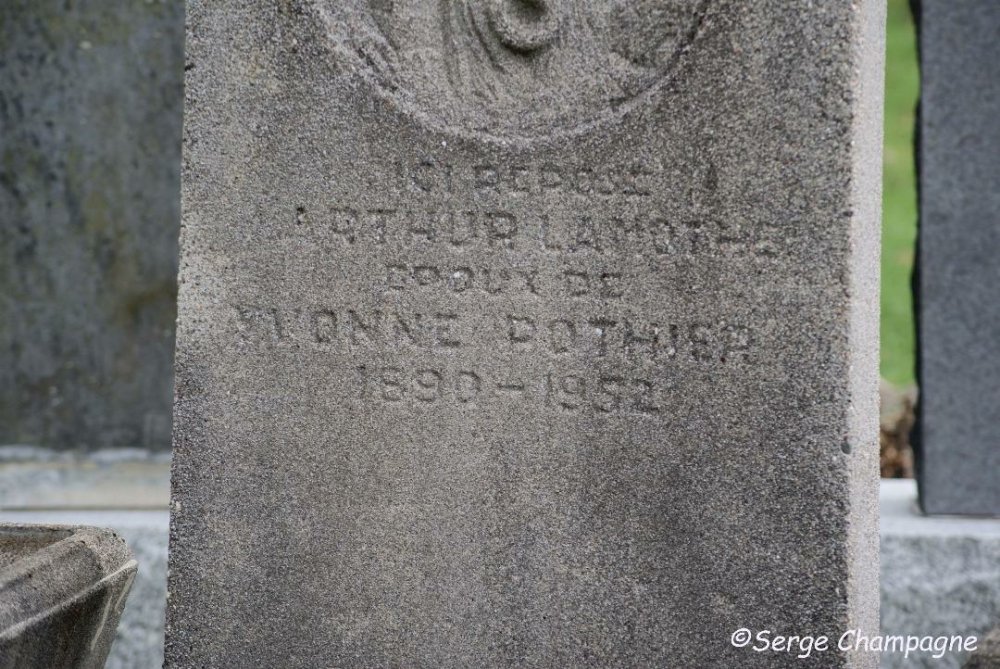 ICI REPOSE
ARTHUR LAMOTHE
EPOUX DE
YVONNE POTHIER
1890-1952
©Serge Champagne